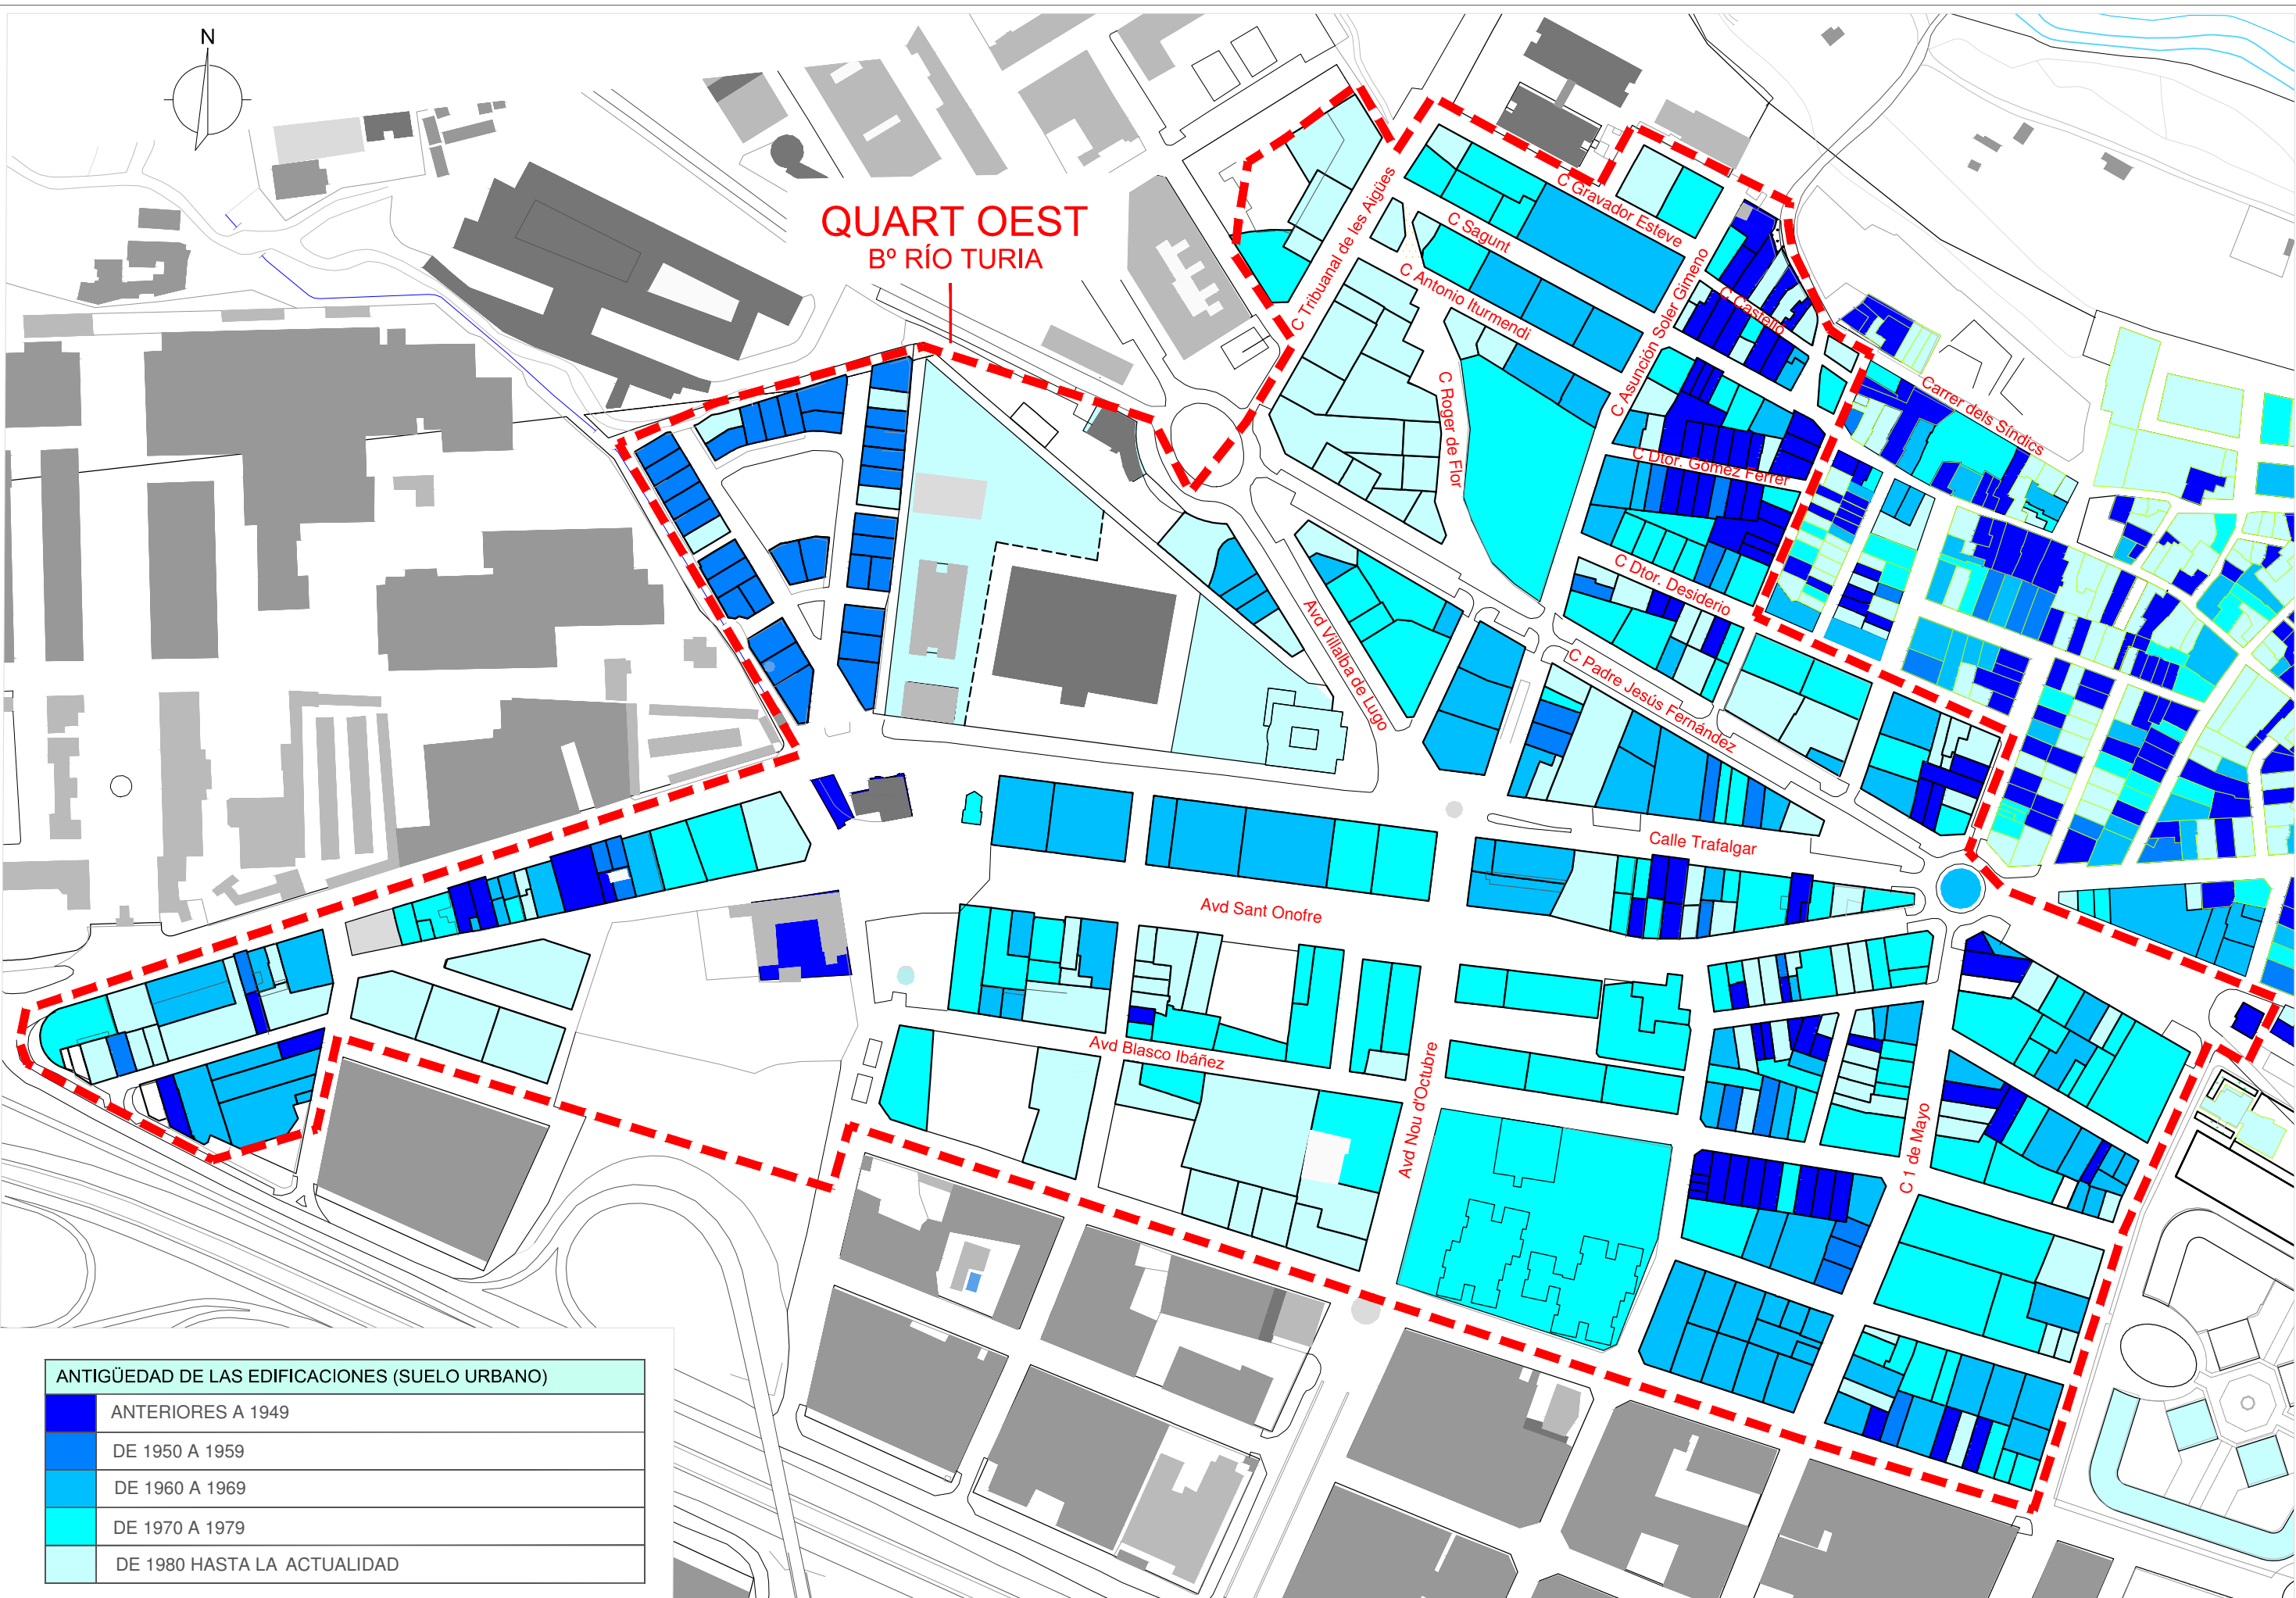 N
QUART OEST
Bº RÍO TURIA
C Tribuanal de les Aigües
C Gravador Esteve
C Sagunt
C Antonio Iturmendi
C Asunción Soler Gimeno
C Castelló
C Roger de Flor
Carrer dels Síndics
C Dtor. Gómez Ferrer
C Dtor. Desiderio
Avd Villalba de Lugo
C Padre Jesús Fernández
Calle Trafalgar
Avd Sant Onofre
Avd Blasco Ibáñez
Avd Nou d'Octubre
C 1 de Mayo
ANTIGÜEDAD DE LAS EDIFICACIONES (SUELO URBANO)
ANTERIORES A 1949
DE 1950 A 1959
DE 1960 A 1969
DE 1970 A 1979
DE 1980 HASTA LA ACTUALIDAD